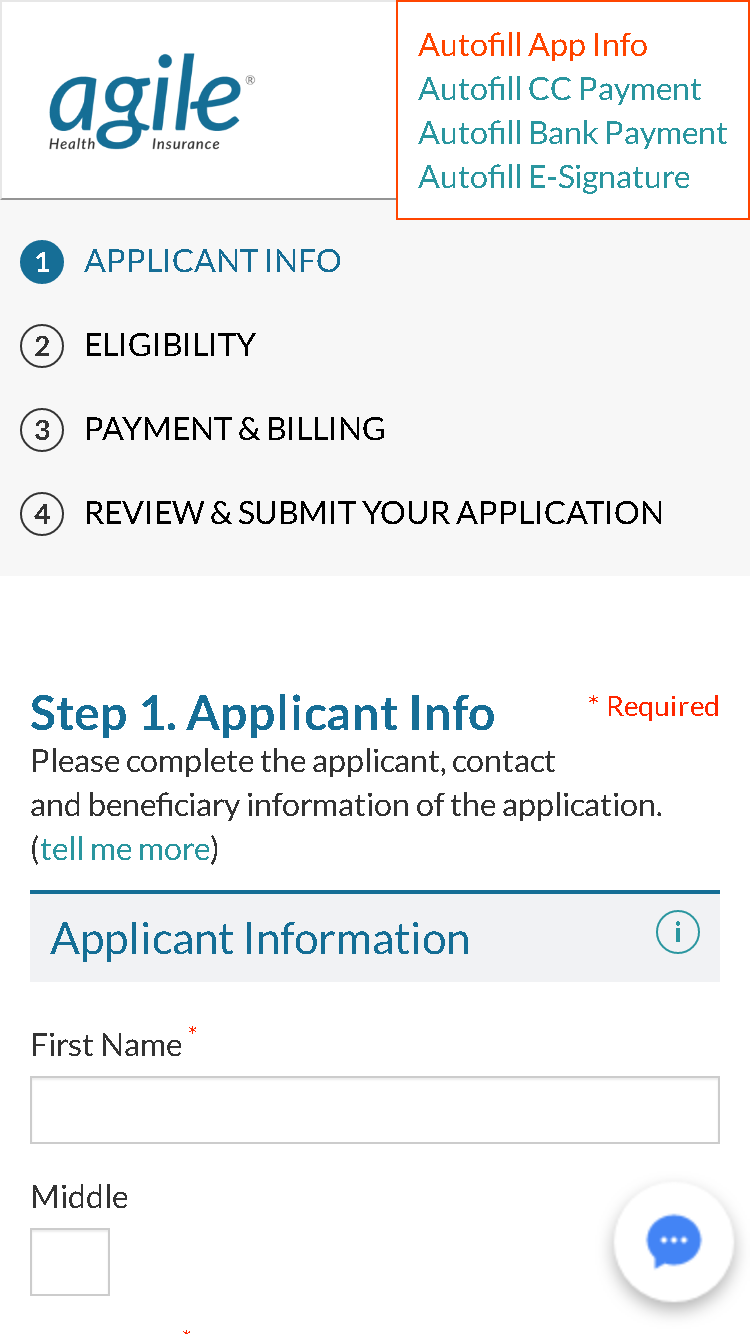 agile®
Health Insurance
Autofill App Info
Autofill CC Payment
Autofill Bank Payment
Autofill E-Signature
1 APPLICANT INFO
2 ELIGIBILITY
3 PAYMENT & BILLING
4 REVIEW & SUBMIT YOUR APPLICATION
Step 1. Applicant Info
* Required
Please complete the applicant, contact
and beneficiary information of the application.
(tell me more)
Applicant Information
i
First Name *
Middle
*